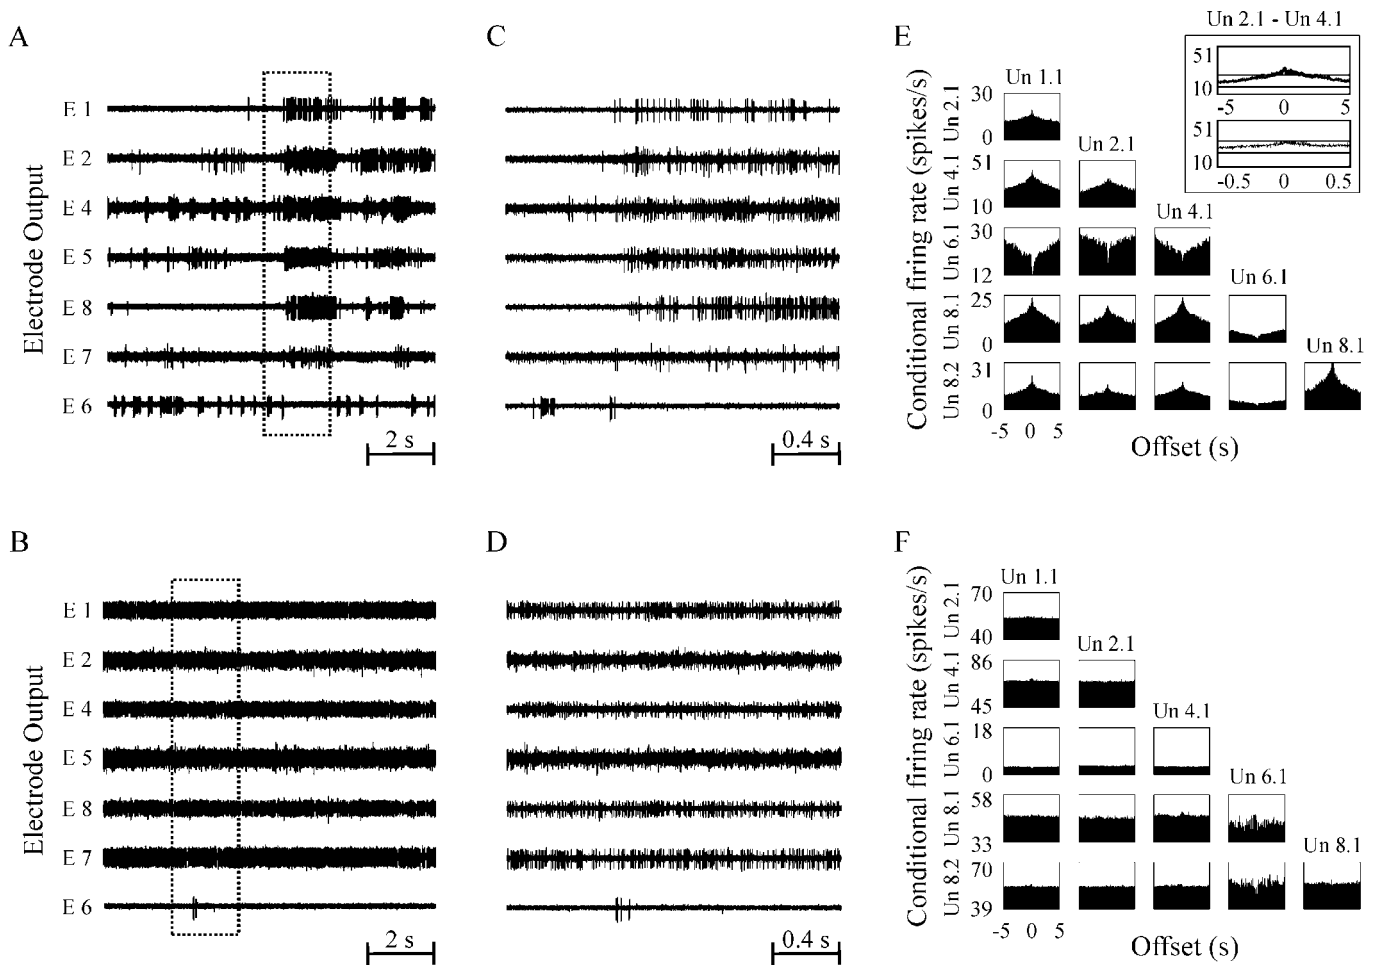 A
Electrode Output
E 1
E 2
E 4
E 5
E 8
E 7
E 6
2 s
C
0.4 s
E
Un 2.1 - Un 4.1
51
10
-5 0 5
51
10
-0.5 0 0.5
Conditional firing rate (spikes/s)
Un 1.1
Un 2.1
30
0
Un 2.1
Un 4.1
51
10
Un 4.1
Un 6.1
30
12
Un 6.1
Un 8.1
25
0
Un 8.1
Un 8.2
31
0
-5 0 5
Offset (s)
B
Electrode Output
E 1
E 2
E 4
E 5
E 8
E 7
E 6
2 s
D
0.4 s
F
Conditional firing rate (spikes/s)
Un 1.1
Un 2.1
70
40
Un 2.1
Un 4.1
86
45
Un 4.1
Un 6.1
18
0
Un 6.1
Un 8.1
58
33
Un 8.1
Un 8.2
70
39
-5 0 5
Offset (s)